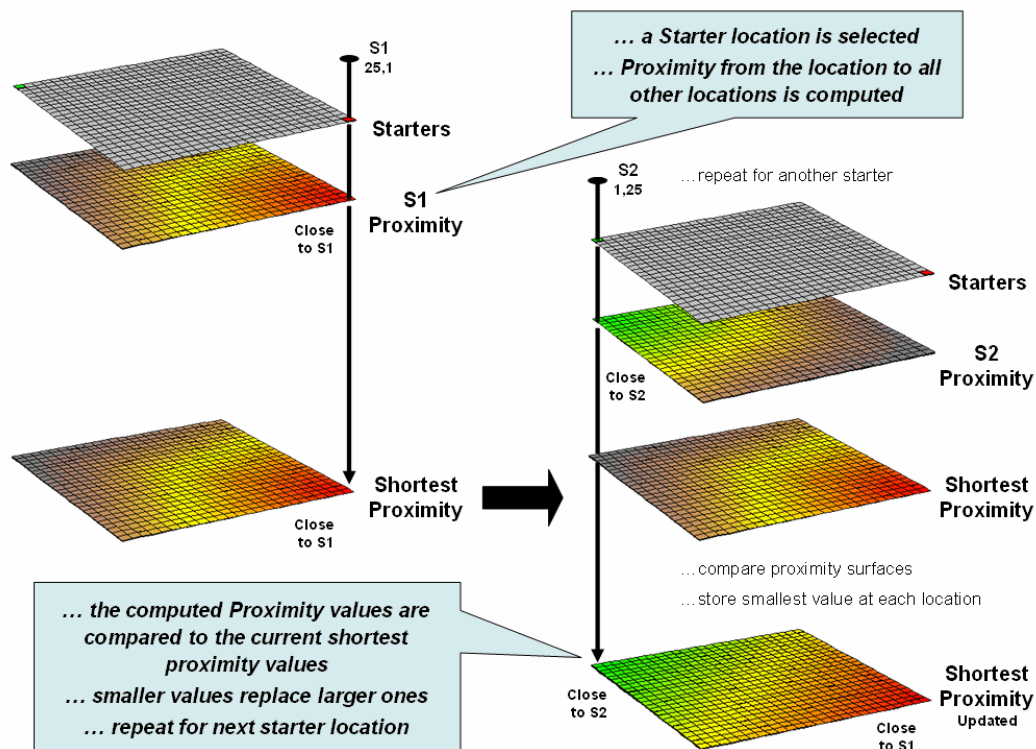 S1
25,1
… a Starter location is selected
… Proximity from the location to all
other locations is computed
Starters
S1
Proximity
Close
to S1
S2
1,25
…repeat for another starter
Starters
S2
Proximity
Close
to S2
Shortest
Proximity
Close
to S1
Shortest
Proximity
…compare proximity surfaces
…store smallest value at each location
… the computed Proximity values are
compared to the current shortest
proximity values
… smaller values replace larger ones
… repeat for next starter location
Close
to S2
Shortest
Proximity
Updated
Close
to S1